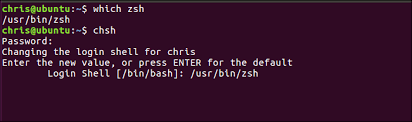 chris@ubuntu:~$ which zsh
/usr/bin/zsh
chris@ubuntu:~$ chsh
Password:
Changing the login shell for chris
Enter the new value, or press ENTER for the default
        Login Shell [/bin/bash]: /usr/bin/zsh